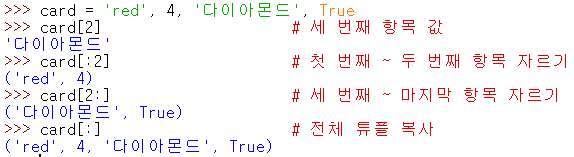 >>> card = 'red', 4, '다이아몬드', True
>>> card[2] # 세 번째 항목 값
'다이아몬드'
>>> card[:2] # 첫 번째 ~ 두 번째 항목 자르기
('red', 4)
>>> card[2:] # 세 번째 ~ 마지막 항목 자르기
('다이아몬드', True)
>>> card[:] # 전체 튜플 복사
('red', 4, '다이아몬드', True)